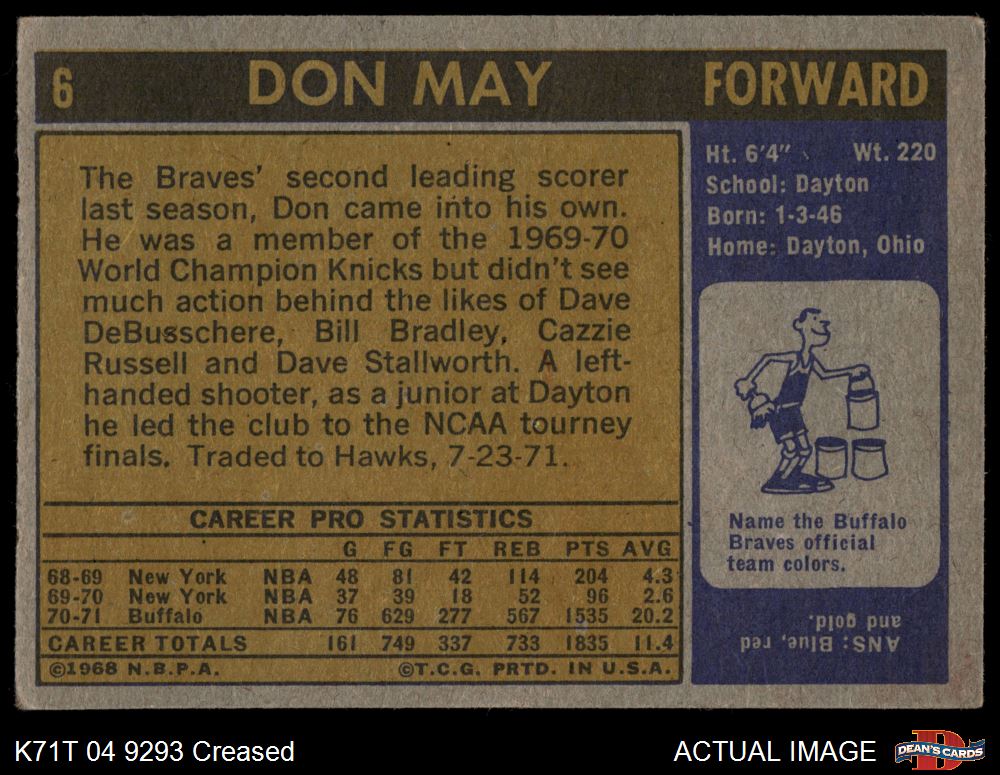 6 DON MAY FORWARD
The Braves' second leading scorer
last season, Don came into his own.
He was a member of the 1969-70
World Champion Knicks but didn't see
much action behind the likes of Dave
DeBusschere, Bill Bradley, Cazzie
Russell and Dave Stallworth. A left-
handed shooter, as a junior at Dayton
he led the club to the NCAA tourney
finals. Traded to Hawks, 7-23-71.
CAREER PRO STATISTICS
G FG FT REB PTS AVG
68-69 New York NBA 48 81 42 114 204 4.3
69-70 New York NBA 37 39 18 52 96 2.6
70-71 Buffalo NBA 76 629 277 567 1535 20.2
CAREER TOTALS 161 749 337 733 1835 11.4
©1968 N.B.P.A. ©T.C.G. PRTD. IN U.S.A.
Ht. 6'4" Wt. 220
School: Dayton
Born: 1-3-46
Home: Dayton, Ohio
Name the Buffalo
Braves official
team colors.
ANS: Blue, red
and gold.
K71T 04 9293 Creased
ACTUAL IMAGE
DEAN'S CARDS